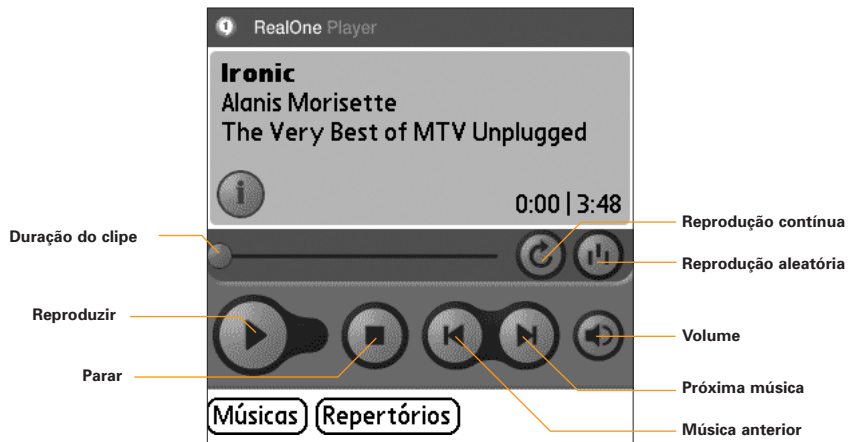 RealOne Player
Ironic
Alanis Morisette
The Very Best of MTV Unplugged
0:00 | 3:48
Duração do clipe
Reproduzir
Parar
Reprodução contínua
Reprodução aleatória
Volume
Próxima música
Música anterior
Músicas Repertórios